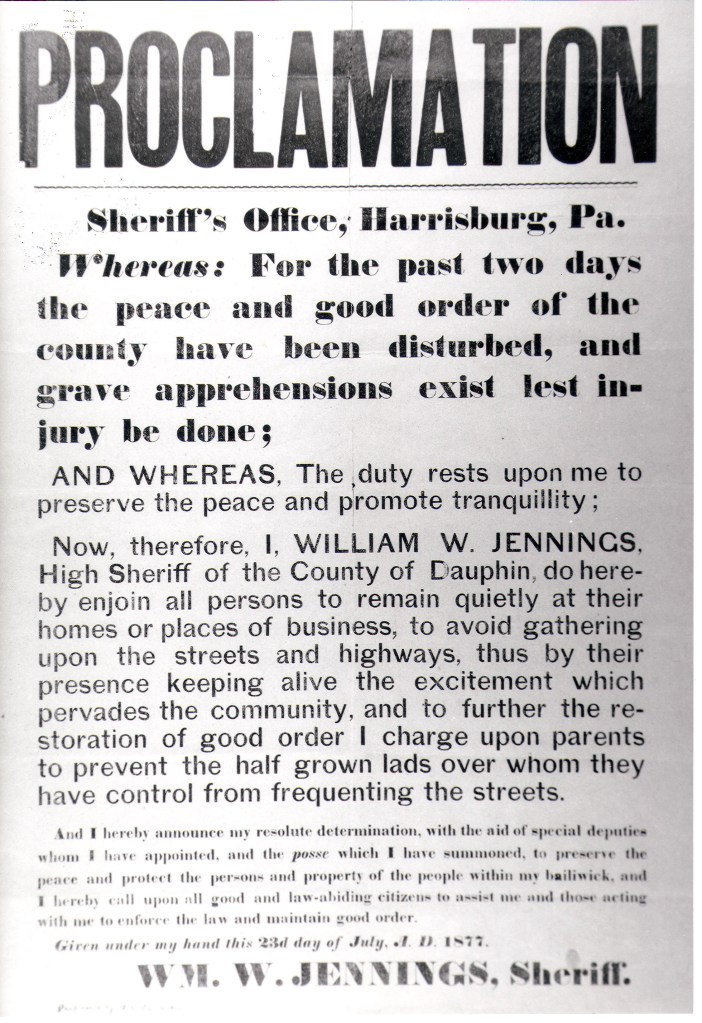 PROCLAMATION
Sheriff's Office, Harrisburg, Pa.
Whereas: For the past two days
the peace and good order of the
county have been disturbed, and
grave apprehensions exist lest in-
jury be done;
AND WHEREAS, The duty rests upon me to
preserve the peace and promote tranquillity;
Now, therefore, I, WILLIAM W. JENNINGS,
High Sheriff of the County of Dauphin, do here-
by enjoin all persons to remain quietly at their
homes or places of business, to avoid gathering
upon the streets and highways, thus by their
presence keeping alive the excitement which
pervades the community, and to further the re-
storation of good order I charge upon parents
to prevent the half grown lads over whom they
have control from frequenting the streets.
And I hereby announce my resolute determination, with the aid of special deputies
whom I have appointed, and the posse which I have summoned, to preserve the
peace and protect the persons and property of the people within my bailiwick, and
I hereby call upon all good and law-abiding citizens to assist me and those acting
with me to enforce the law and maintain good order.
Given under my hand this 23d day of July, A. D. 1877.
WM. W. JENNINGS, Sheriff.